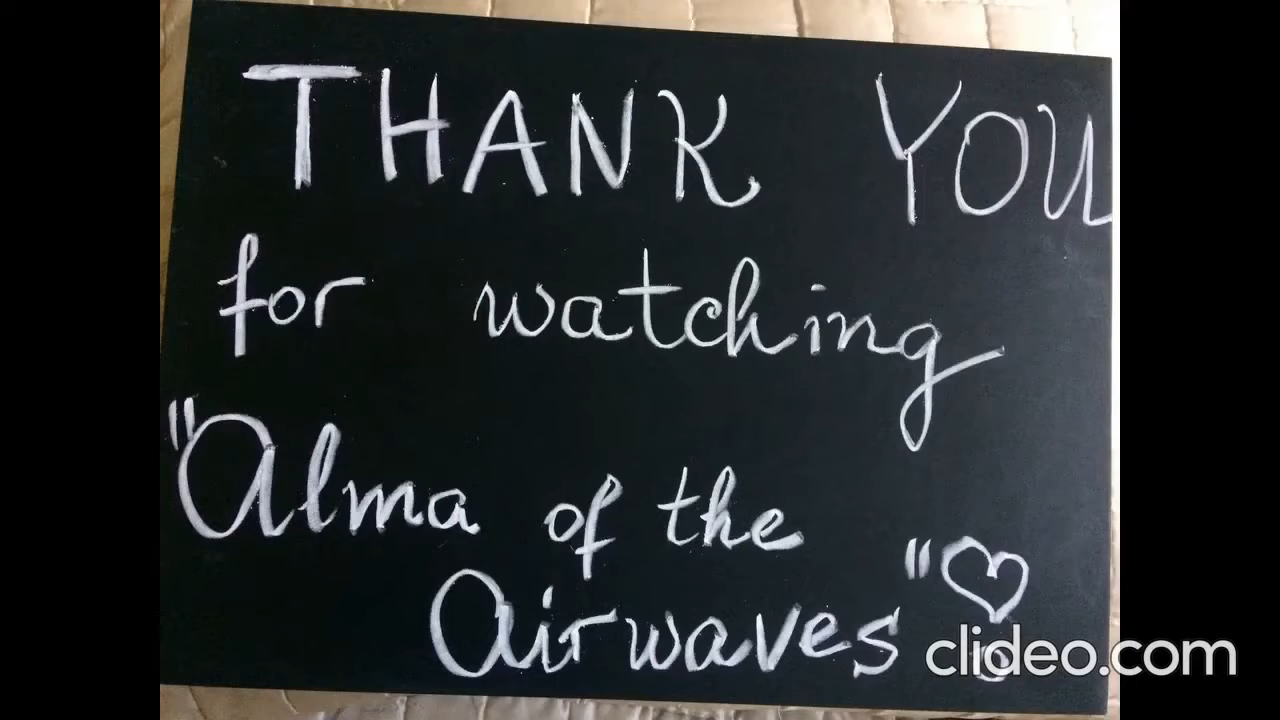 THANK YOU
for watching
"Alma of the
Airwaves" ♡
clideo.com